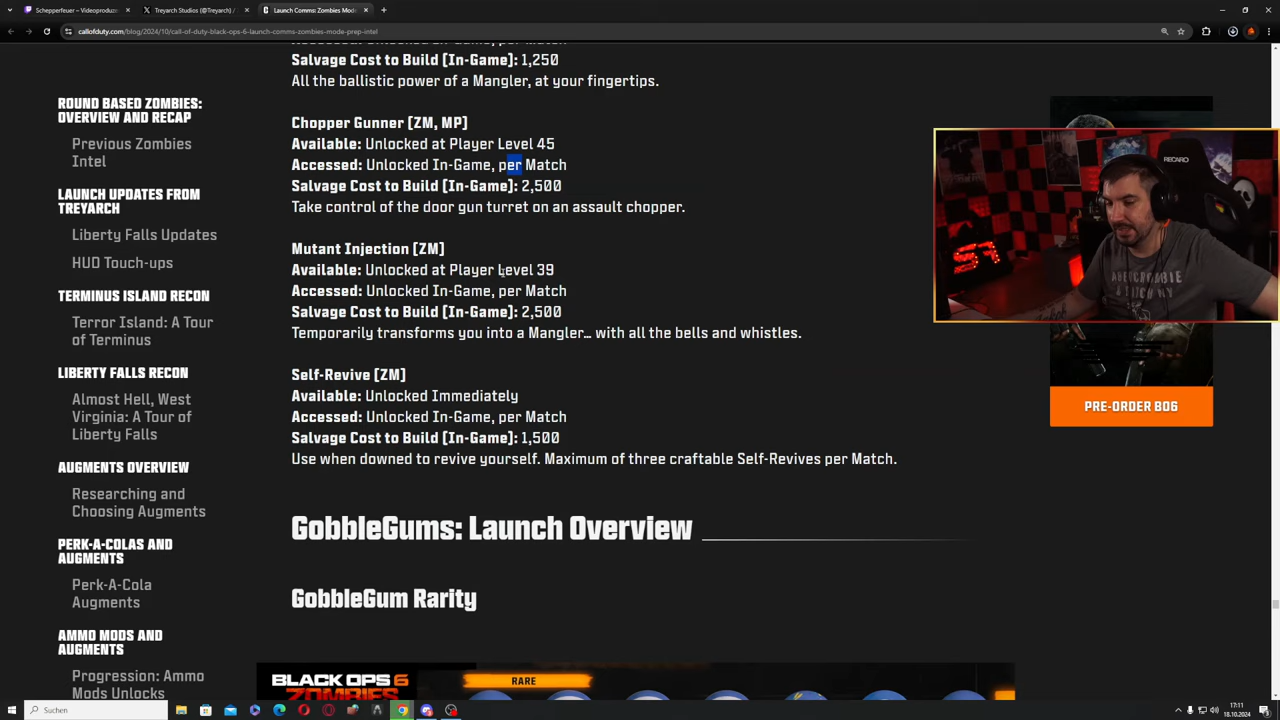 Schepperfeuer – Videoproduz
Treyarch Studios (@Treyarch) /
Launch Comms: Zombies Mode
callofduty.com/blog/2024/10/call-of-duty-black-ops-6-launch-comms-zombies-mode-prep-intel
ROUND BASED ZOMBIES:
OVERVIEW AND RECAP
Previous Zombies
Intel
LAUNCH UPDATES FROM
TREYARCH
Liberty Falls Updates
HUD Touch-ups
TERMINUS ISLAND RECON
Terror Island: A Tour
of Terminus
LIBERTY FALLS RECON
Almost Hell, West
Virginia: A Tour of
Liberty Falls
AUGMENTS OVERVIEW
Researching and
Choosing Augments
PERK-A-COLAS AND
AUGMENTS
Perk-A-Cola
Augments
AMMO MODS AND
AUGMENTS
Progression: Ammo
Mods Unlocks
Accessed: Unlocked In-Game, per Match
Salvage Cost to Build [In-Game]: 1,250
All the ballistic power of a Mangler, at your fingertips.
Chopper Gunner [ZM, MP]
Available: Unlocked at Player Level 45
Accessed: Unlocked In-Game, per Match
Salvage Cost to Build [In-Game]: 2,500
Take control of the door gun turret on an assault chopper.
Mutant Injection [ZM]
Available: Unlocked at Player Level 39
Accessed: Unlocked In-Game, per Match
Salvage Cost to Build [In-Game]: 2,500
Temporarily transforms you into a Mangler… with all the bells and whistles.
Self-Revive [ZM]
Available: Unlocked Immediately
Accessed: Unlocked In-Game, per Match
Salvage Cost to Build [In-Game]: 1,500
Use when downed to revive yourself. Maximum of three craftable Self-Revives per Match.
GobbleGums: Launch Overview
GobbleGum Rarity
BLACK OPS 6
ZOMBIES
RARE
RECARO
57
PRE-ORDER BO6
Suchen
17:11
18.10.2024